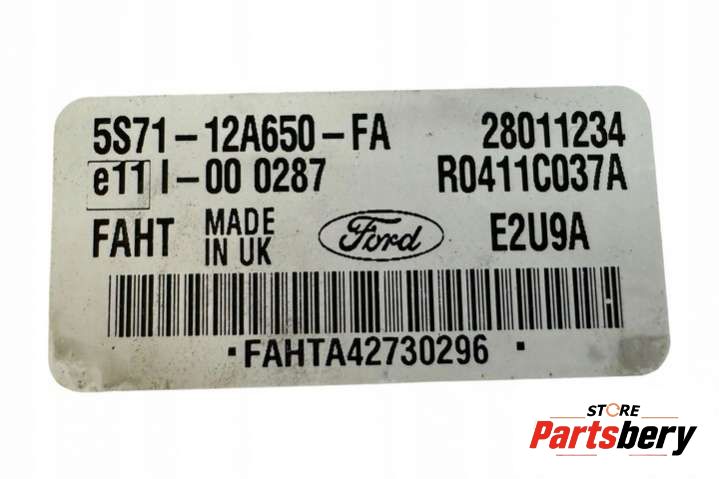 5S71-12A650-FA 28011234
e11 I-00 0287 R0411C037A
FAHT MADE IN UK Ford E2U9A
• FAHTA42730296 •
STORE
Partsbery